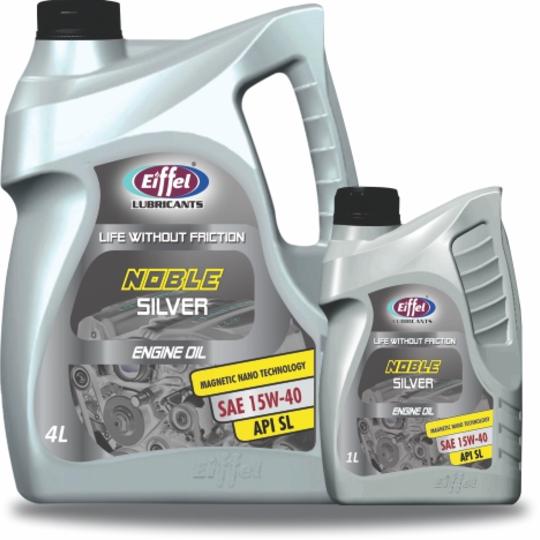 Eiffel
LUBRICANTS
LIFE WITHOUT FRICTION
NOBLE
SILVER
ENGINE OIL
MAGNETIC NANO TECHNOLOGY
SAE 15W-40
API SL
4L
Eiffel
Eiffel
LUBRICANTS
LIFE WITHOUT FRICTION
NOBLE
SILVER
ENGINE OIL
MAGNETIC NANO TECHNOLOGY
SAE 15W-40
API SL
1L
Eiffel